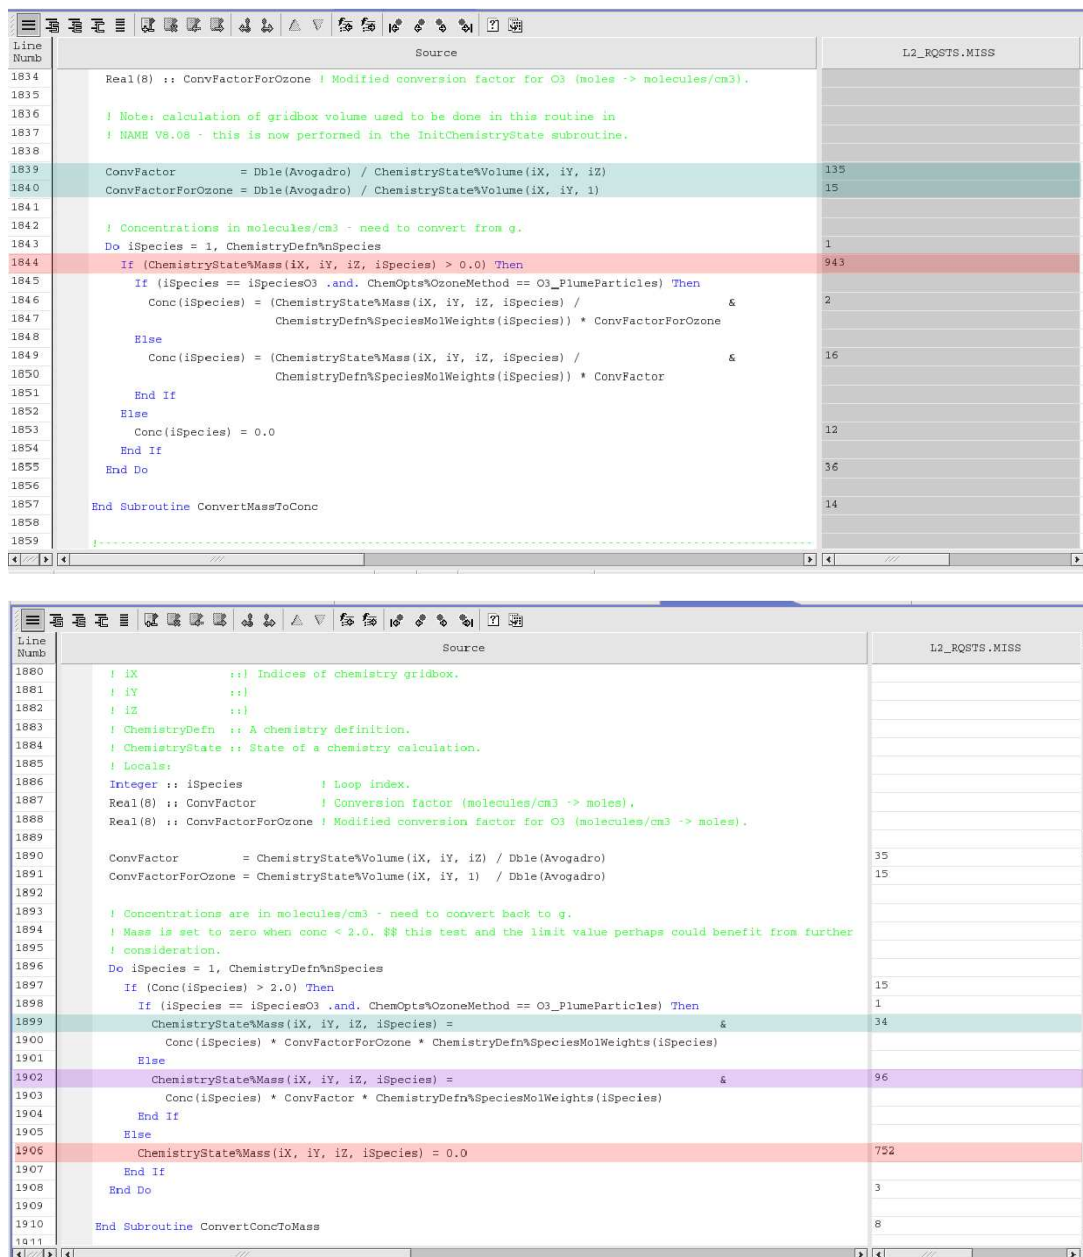 Line Numb Source L2_RQSTS.MISS
1834 Real(8) :: ConvFactorForOzone ! Modified conversion factor for O3 (moles -> molecules/cm3).
1835
1836 ! Note: calculation of gridbox volume used to be done in this routine in
1837 ! NAME V8.08 - this is now performed in the InitChemistryState subroutine.
1838
1839 ConvFactor = Dble(Avogadro) / ChemistryState%Volume(iX, iY, iZ) 135
1840 ConvFactorForOzone = Dble(Avogadro) / ChemistryState%Volume(iX, iY, 1) 15
1841
1842 ! Concentrations in molecules/cm3 - need to convert from g.
1843 Do iSpecies = 1, ChemistryDefn%nSpecies 1
1844 If (ChemistryState%Mass(iX, iY, iZ, iSpecies) > 0.0) Then 943
1845 If (iSpecies == iSpeciesO3 .and. ChemOpts%OzoneMethod == O3_PlumeParticles) Then
1846 Conc(iSpecies) = (ChemistryState%Mass(iX, iY, iZ, iSpecies) / & 2
1847 ChemistryDefn%SpeciesMolWeights(iSpecies)) * ConvFactorForOzone
1848 Else
1849 Conc(iSpecies) = (ChemistryState%Mass(iX, iY, iZ, iSpecies) / & 16
1850 ChemistryDefn%SpeciesMolWeights(iSpecies)) * ConvFactor
1851 End If
1852 Else
1853 Conc(iSpecies) = 0.0 12
1854 End If
1855 End Do 36
1856
1857 End Subroutine ConvertMassToConc 14
1858
1859 !----------------------------------------------------------------------------------------------------
Line Numb Source L2_RQSTS.MISS
1880 ! iX ::} Indices of chemistry gridbox.
1881 ! iY ::}
1882 ! iZ ::}
1883 ! ChemistryDefn :: A chemistry definition.
1884 ! ChemistryState :: State of a chemistry calculation.
1885 ! Locals:
1886 Integer :: iSpecies ! Loop index.
1887 Real(8) :: ConvFactor ! Conversion factor (molecules/cm3 -> moles).
1888 Real(8) :: ConvFactorForOzone ! Modified conversion factor for O3 (molecules/cm3 -> moles).
1889
1890 ConvFactor = ChemistryState%Volume(iX, iY, iZ) / Dble(Avogadro) 35
1891 ConvFactorForOzone = ChemistryState%Volume(iX, iY, 1) / Dble(Avogadro) 15
1892
1893 ! Concentrations are in molecules/cm3 - need to convert back to g.
1894 ! Mass is set to zero when conc < 2.0. $$ this test and the limit value perhaps could benefit from further
1895 ! consideration.
1896 Do iSpecies = 1, ChemistryDefn%nSpecies
1897 If (Conc(iSpecies) > 2.0) Then 15
1898 If (iSpecies == iSpeciesO3 .and. ChemOpts%OzoneMethod == O3_PlumeParticles) Then 1
1899 ChemistryState%Mass(iX, iY, iZ, iSpecies) = & 34
1900 Conc(iSpecies) * ConvFactorForOzone * ChemistryDefn%SpeciesMolWeights(iSpecies)
1901 Else
1902 ChemistryState%Mass(iX, iY, iZ, iSpecies) = & 96
1903 Conc(iSpecies) * ConvFactor * ChemistryDefn%SpeciesMolWeights(iSpecies)
1904 End If
1905 Else
1906 ChemistryState%Mass(iX, iY, iZ, iSpecies) = 0.0 752
1907 End If
1908 End Do 3
1909
1910 End Subroutine ConvertConcToMass 8
1911